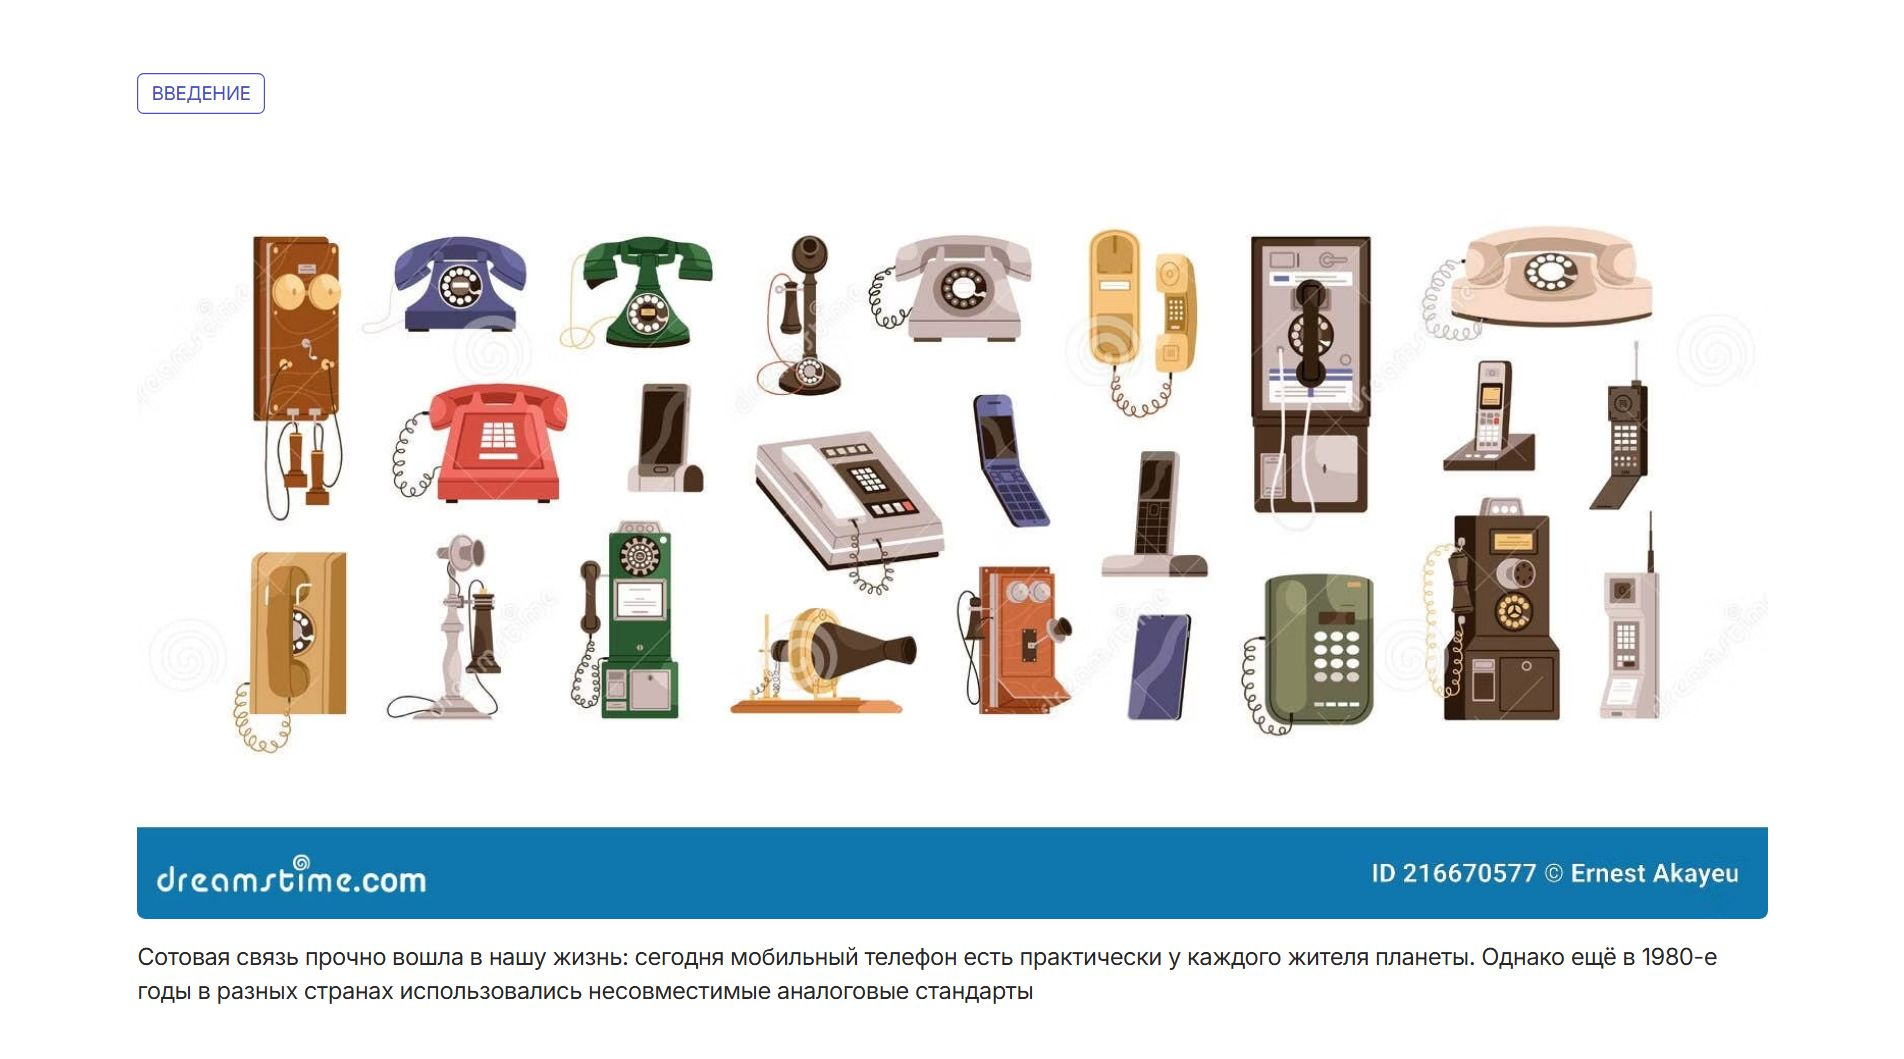 ВВЕДЕНИЕ
dreamstime.com
ID 216670577 © Ernest Akayeu
Сотовая связь прочно вошла в нашу жизнь: сегодня мобильный телефон есть практически у каждого жителя планеты. Однако ещё в 1980-е
годы в разных странах использовались несовместимые аналоговые стандарты